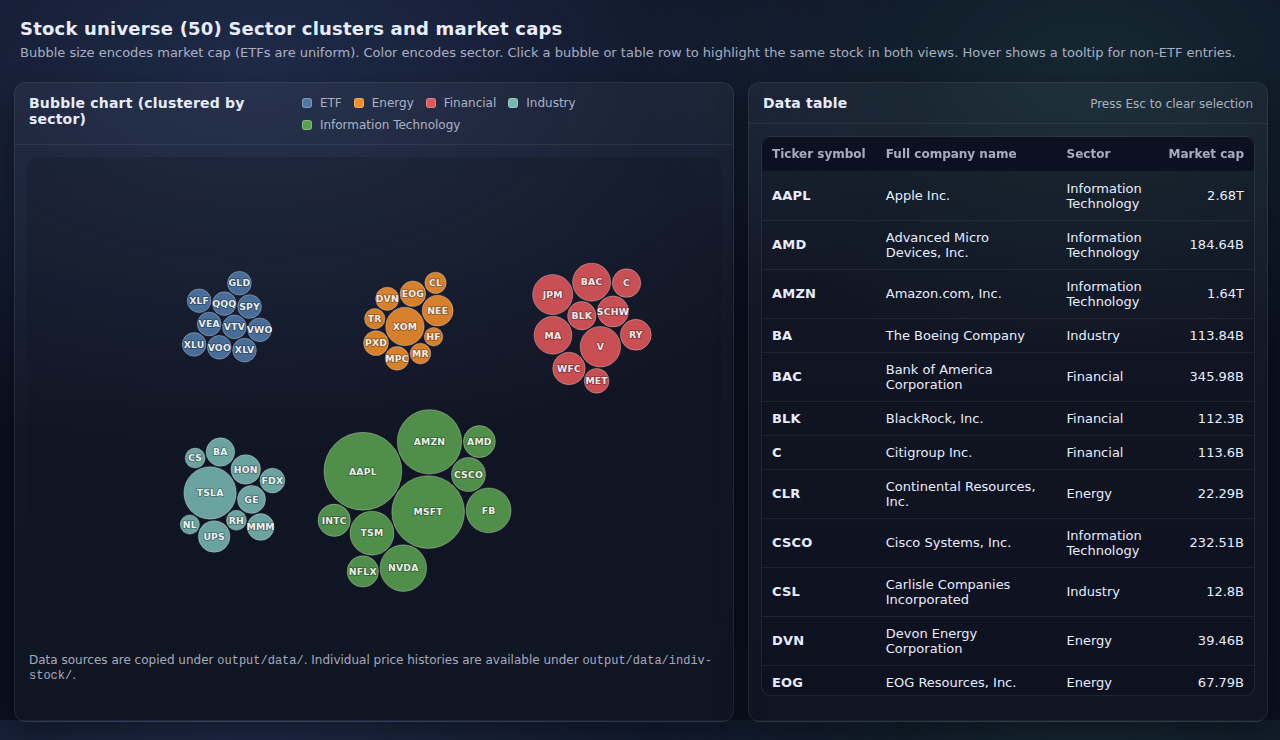 Stock universe (50) Sector clusters and market caps
Bubble size encodes market cap (ETFs are uniform). Color encodes sector. Click a bubble or table row to highlight the same stock in both views. Hover shows a tooltip for non-ETF entries.
Bubble chart (clustered by
sector)
ETF
Energy
Financial
Industry
Information Technology
GLD
XLF
QQQ
SPY
VEA
VTV
VWO
XLU
VOO
XLV
CL
DVN
EOG
NEE
TR
XOM
HF
PXD
MPC
MR
BAC
C
JPM
BLK
SCHW
MA
V
RY
WFC
MET
CS
BA
HON
FDX
TSLA
GE
NL
RH
MMM
UPS
AMZN
AMD
AAPL
CSCO
MSFT
FB
INTC
TSM
NFLX
NVDA
Data sources are copied under output/data/. Individual price histories are available under output/data/indiv-
stock/.
Data table
Press Esc to clear selection
Ticker symbol Full company name Sector Market cap
AAPL Apple Inc. Information Technology 2.68T
AMD Advanced Micro Devices, Inc. Information Technology 184.64B
AMZN Amazon.com, Inc. Information Technology 1.64T
BA The Boeing Company Industry 113.84B
BAC Bank of America Corporation Financial 345.98B
BLK BlackRock, Inc. Financial 112.3B
C Citigroup Inc. Financial 113.6B
CLR Continental Resources, Inc. Energy 22.29B
CSCO Cisco Systems, Inc. Information Technology 232.51B
CSL Carlisle Companies Incorporated Industry 12.8B
DVN Devon Energy Corporation Energy 39.46B
EOG EOG Resources, Inc. Energy 67.79B